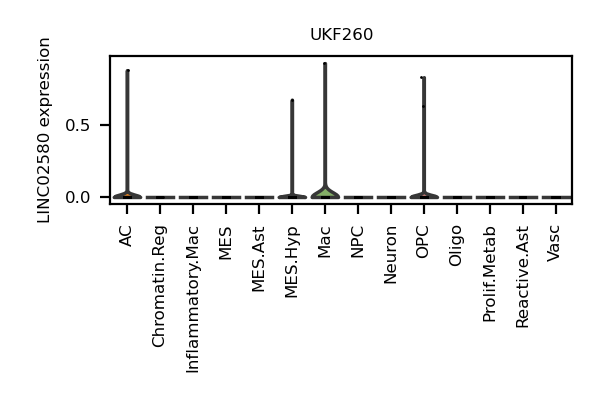 UKF260
LINC02580 expression
0.5
0.0
AC
Chromatin.Reg
Inflammatory.Mac
MES
MES.Ast
MES.Hyp
Mac
NPC
Neuron
OPC
Oligo
Prolif.Metab
Reactive.Ast
Vasc